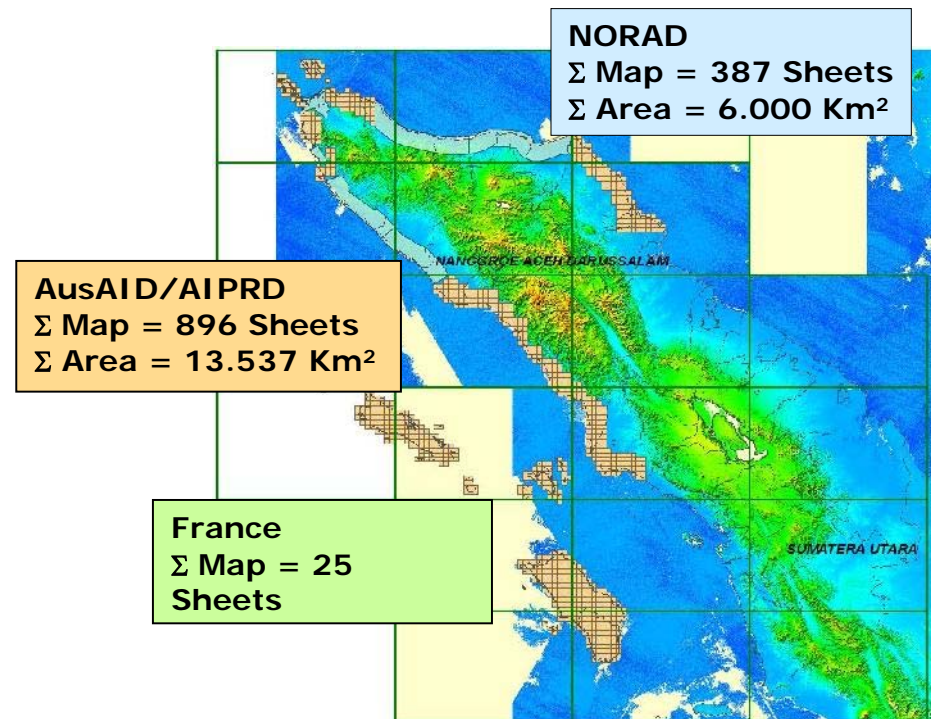 NORAD
Σ Map = 387 Sheets
Σ Area = 6.000 Km²
NANGGROE ACEH DARUSSALAM
AusAID/AIPRD
Σ Map = 896 Sheets
Σ Area = 13.537 Km²
France
Σ Map = 25
Sheets
SUMATERA UTARA